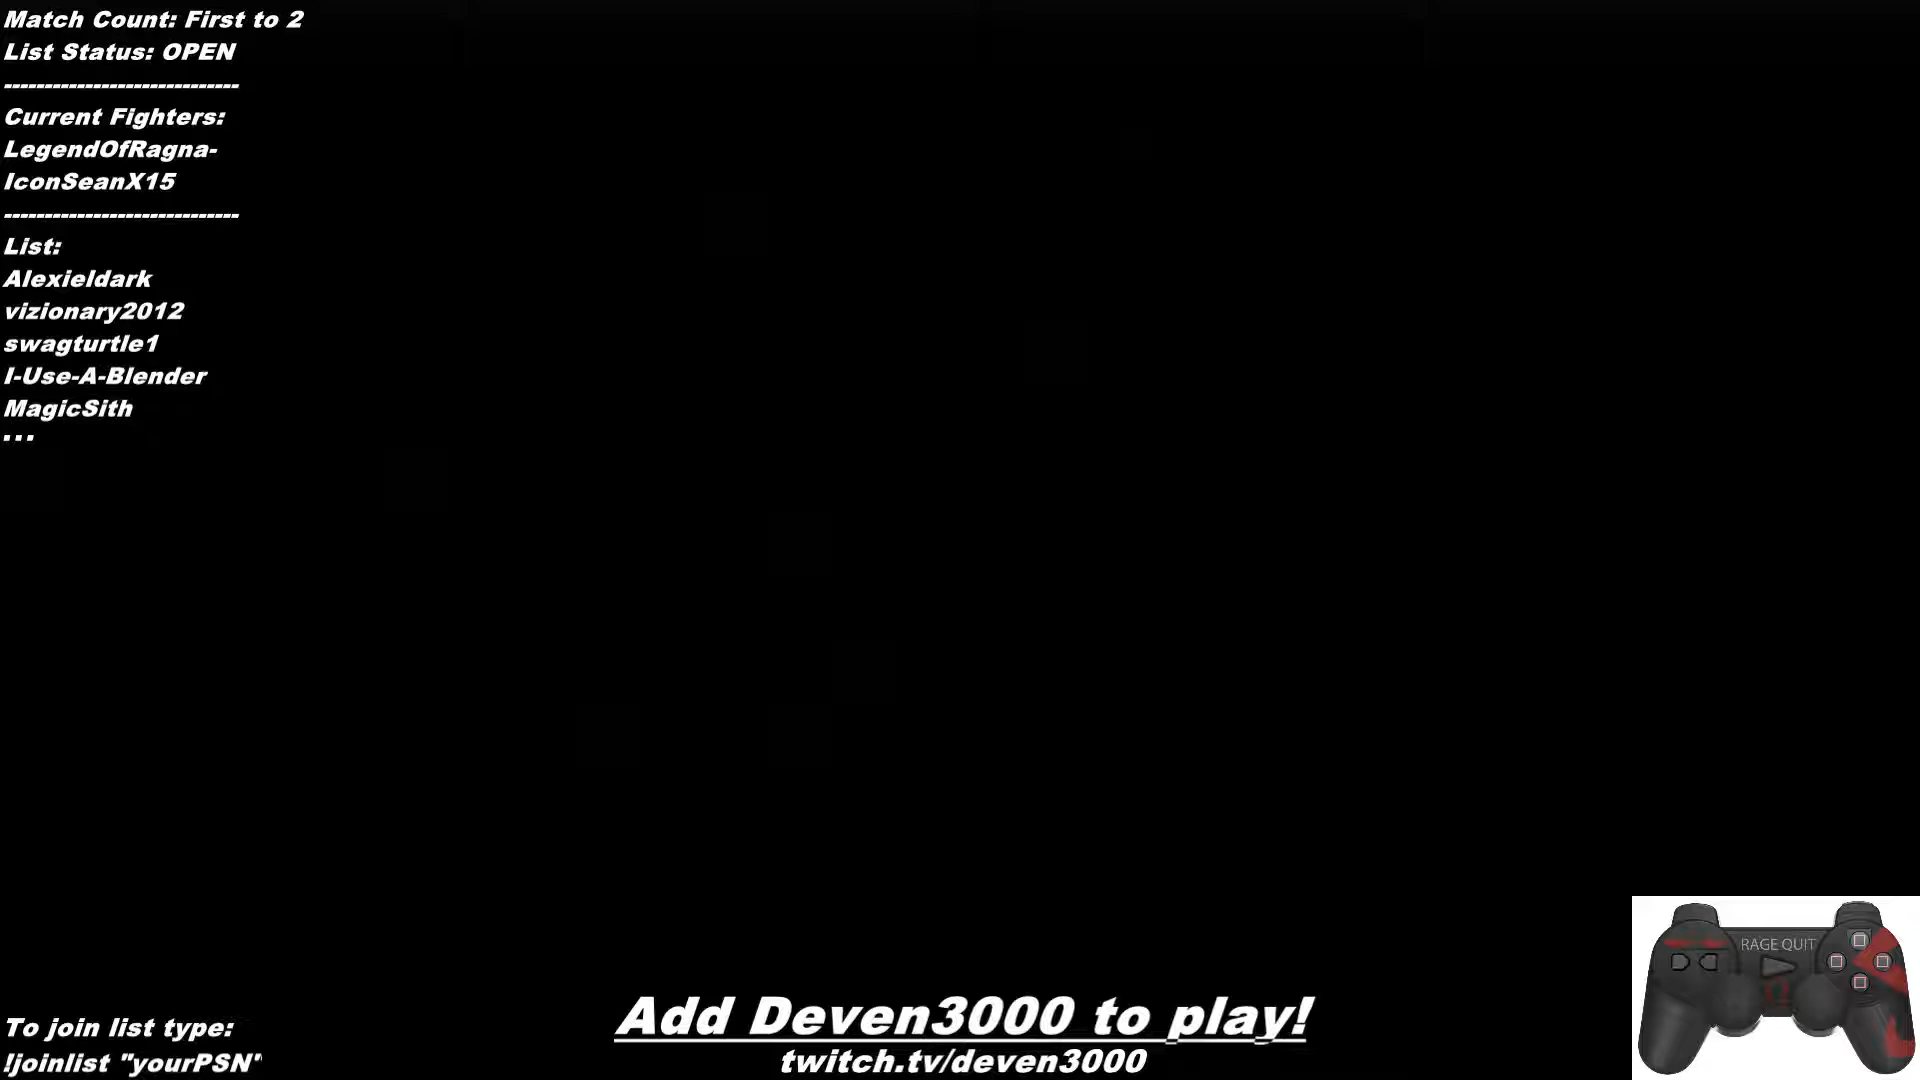 Match Count: First to 2
List Status: OPEN
-----------------------------
Current Fighters:
LegendOfRagna-
IconSeanX15
-----------------------------
List:
Alexieldark
vizionary2012
swagturtle1
I-Use-A-Blender
MagicSith
...
To join list type:
!joinlist "yourPSN"
Add Deven3000 to play!
twitch.tv/deven3000
RAGE QUIT